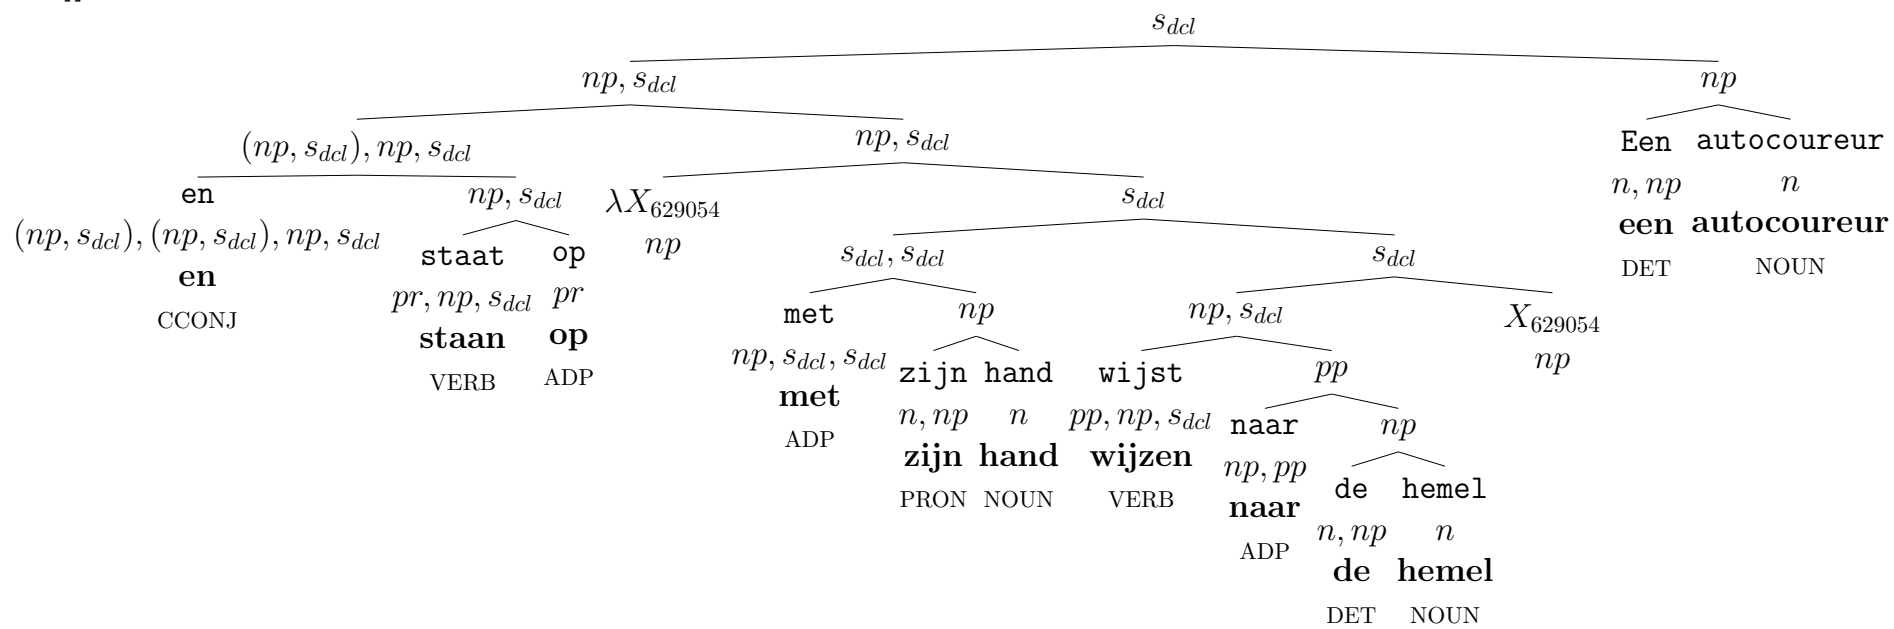 s_dcl
np, s_dcl np
(np, s_dcl), np, s_dcl np, s_dcl Een autocoureur
n, np n
een autocoureur
DET NOUN
en np, s_dcl λX_629054 s_dcl
(np, s_dcl), (np, s_dcl), np, s_dcl np
en
CCONJ
staat op s_dcl, s_dcl s_dcl
pr, np, s_dcl pr
staan op
VERB ADP
met np np, s_dcl X_629054
np, s_dcl, s_dcl np
met
ADP
zijn hand wijst pp
n, np n pp, np, s_dcl
zijn hand wijzen
PRON NOUN VERB
naar np
np, pp
naar
ADP
de hemel
n, np n
de hemel
DET NOUN